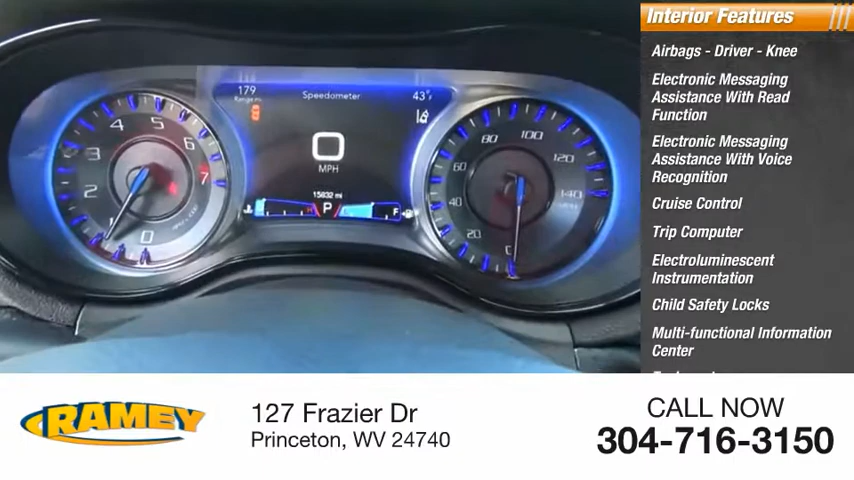 179
Range mi
Speedometer
43°F
0
MPH
15832 mi
H
P
F
1
2
3
4
5
6
7
0
0
20
40
60
80
100
120
140
Interior Features
Airbags - Driver - Knee
Electronic Messaging
Assistance With Read
Function
Electronic Messaging
Assistance With Voice
Recognition
Cruise Control
Trip Computer
Electroluminescent
Instrumentation
Child Safety Locks
Multi-functional Information
Center
RAMEY
127 Frazier Dr
Princeton, WV 24740
CALL NOW
304-716-3150